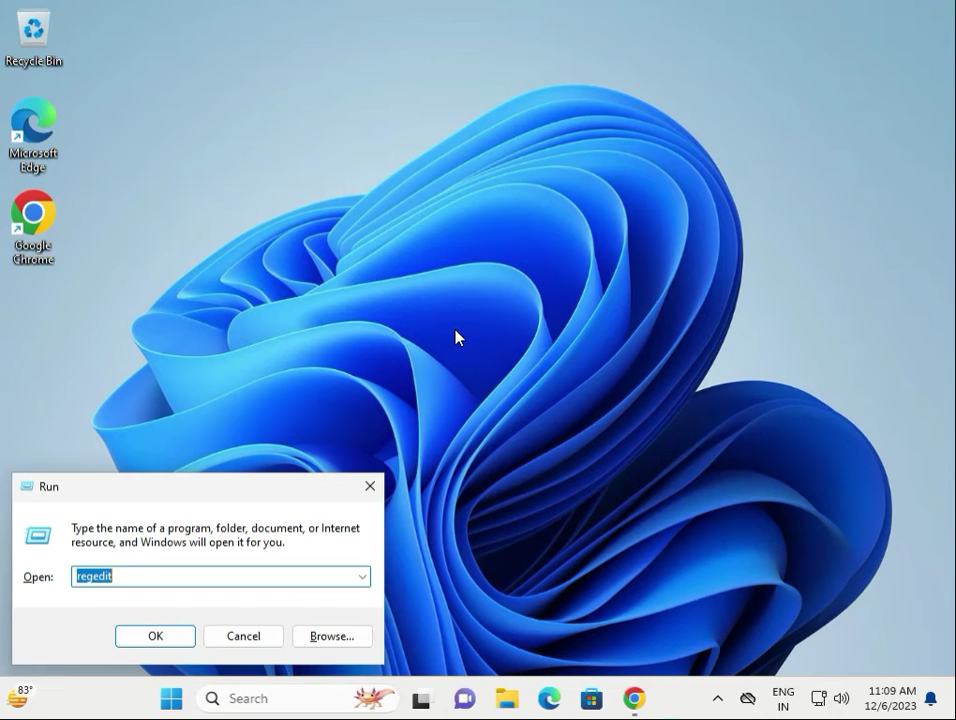 Recycle Bin
Microsoft
Edge
Google
Chrome
Run
Type the name of a program, folder, document, or Internet
resource, and Windows will open it for you.
Open:
regedit
OK
Cancel
Browse...
83°
Search
ENG
IN
11:09 AM
12/6/2023